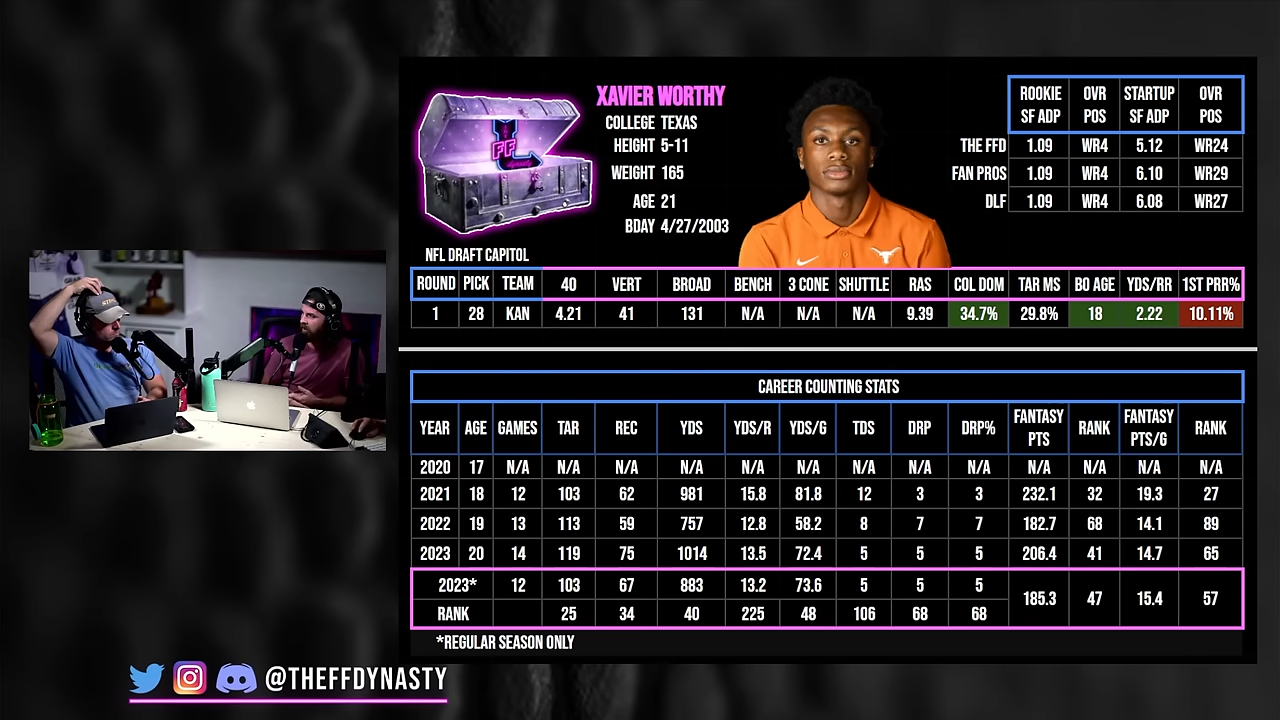 XAVIER WORTHY
COLLEGE TEXAS
HEIGHT 5-11
WEIGHT 165
AGE 21
BDAY 4/27/2003
FF
dynasty
ROOKIE SF ADP OVR POS STARTUP SF ADP OVR POS
THE FFD 1.09 WR4 5.12 WR24
FAN PROS 1.09 WR4 6.10 WR29
DLF 1.09 WR4 6.08 WR27
NFL DRAFT CAPITOL
ROUND PICK TEAM 40 VERT BROAD BENCH 3 CONE SHUTTLE RAS COL DOM TAR MS BO AGE YDS/RR 1ST PRR%
1 28 KAN 4.21 41 131 N/A N/A N/A 9.39 34.7% 29.8% 18 2.22 10.11%
CAREER COUNTING STATS
YEAR AGE GAMES TAR REC YDS YDS/R YDS/G TDS DRP DRP% FANTASY PTS RANK FANTASY PTS/G RANK
2020 17 N/A N/A N/A N/A N/A N/A N/A N/A N/A N/A N/A N/A N/A
2021 18 12 103 62 981 15.8 81.8 12 3 3 232.1 32 19.3 27
2022 19 13 113 59 757 12.8 58.2 8 7 7 182.7 68 14.1 89
2023 20 14 119 75 1014 13.5 72.4 5 5 5 206.4 41 14.7 65
2023* 12 103 67 883 13.2 73.6 5 5 5 185.3 47 15.4 57
RANK 25 34 40 225 48 106 68 68
*REGULAR SEASON ONLY
@THEFFDYNASTY